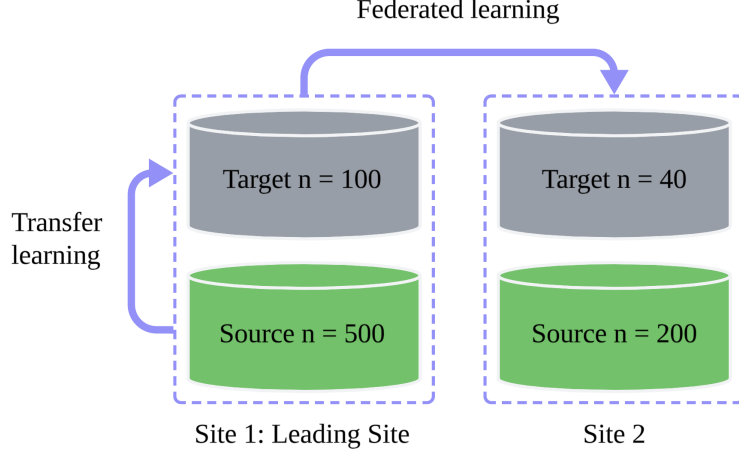 Federated learning
Target n = 100
Target n = 40
Transfer
learning
Source n = 500
Source n = 200
Site 1: Leading Site
Site 2